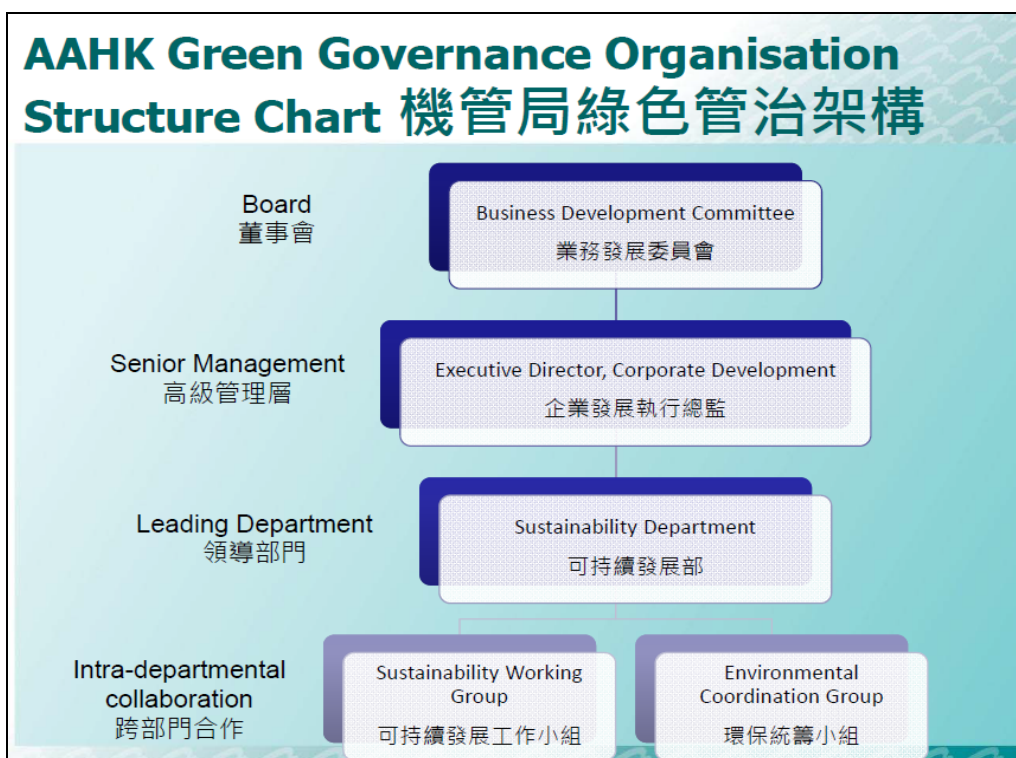 AAHK Green Governance Organisation
Structure Chart 機管局綠色管治架構
Board
董事會
Business Development Committee
業務發展委員會
Senior Management
高級管理層
Executive Director, Corporate Development
企業發展執行總監
Leading Department
領導部門
Sustainability Department
可持續發展部
Intra-departmental
collaboration
跨部門合作
Sustainability Working
Group
可持續發展工作小組
Environmental
Coordination Group
環保統籌小組